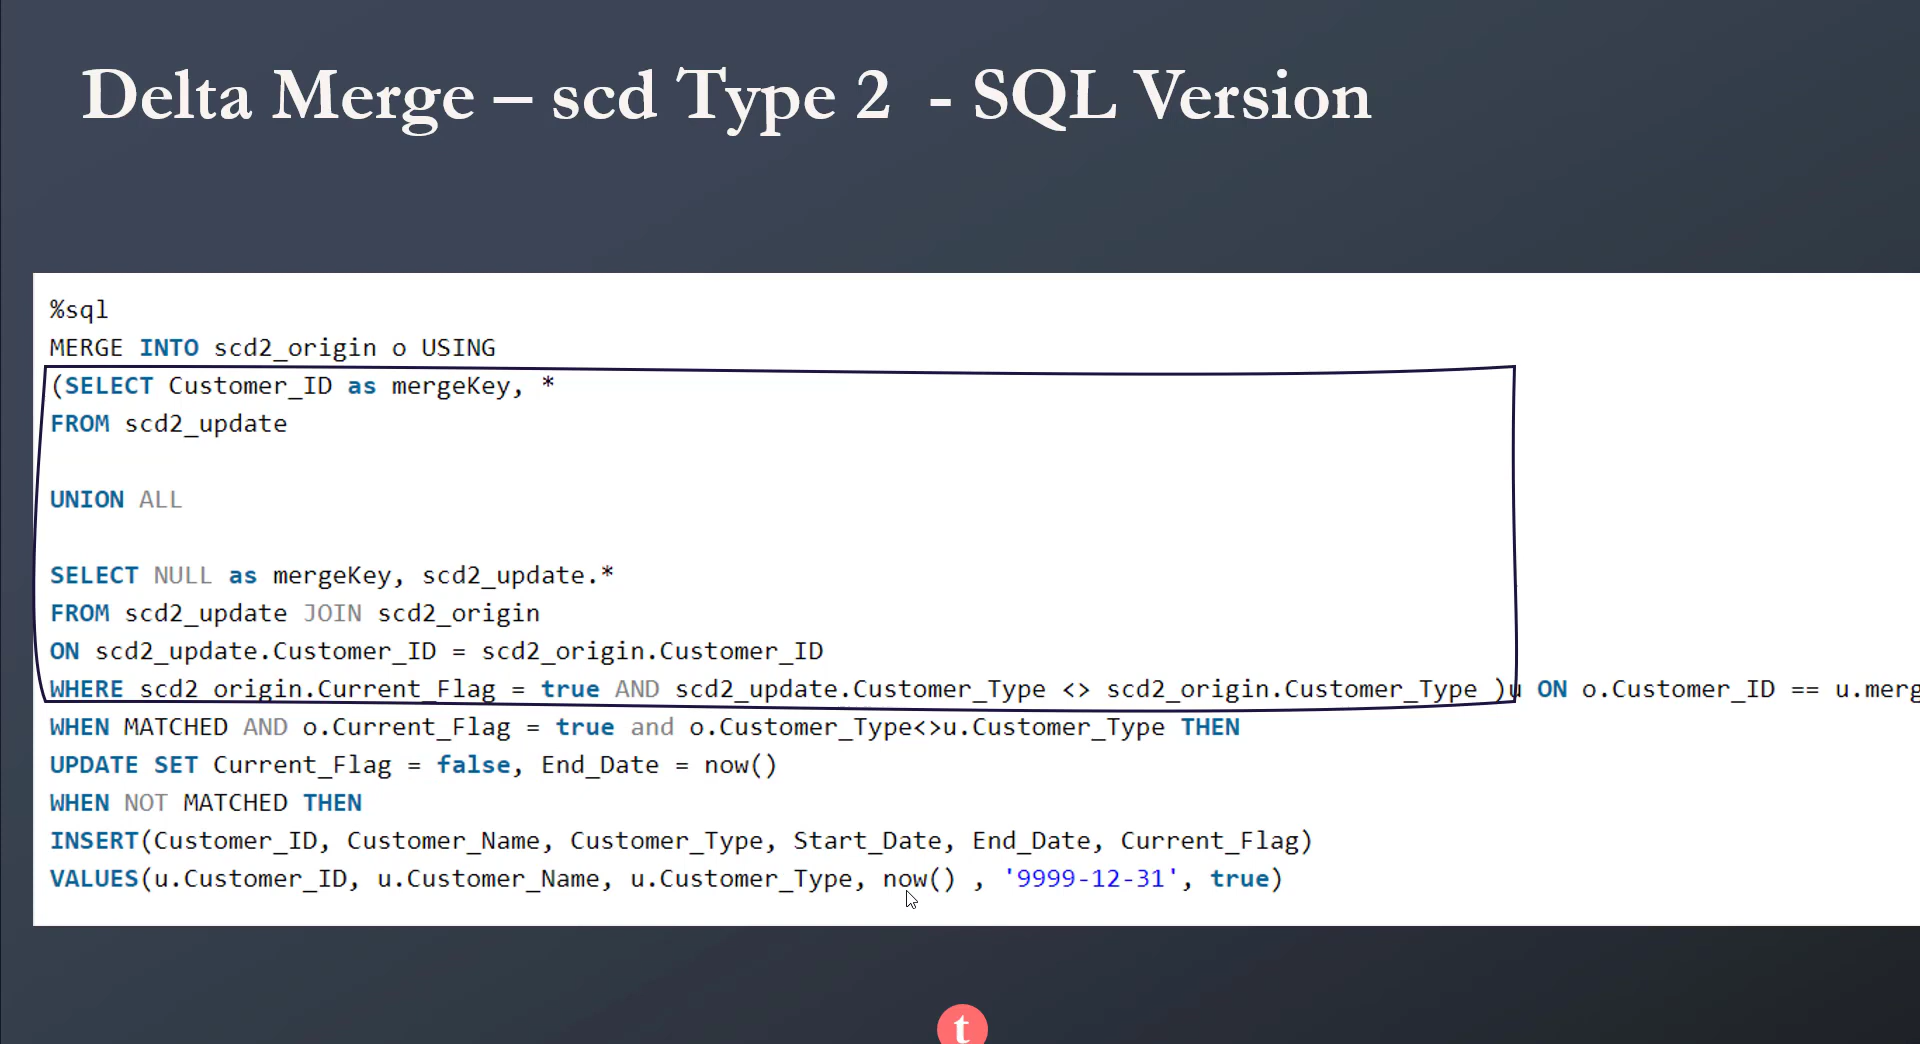 Delta Merge – scd Type 2 - SQL Version
%sql
MERGE INTO scd2_origin o USING
(SELECT Customer_ID as mergeKey, *
FROM scd2_update
UNION ALL
SELECT NULL as mergeKey, scd2_update.*
FROM scd2_update JOIN scd2_origin
ON scd2_update.Customer_ID = scd2_origin.Customer_ID
WHERE scd2_origin.Current_Flag = true AND scd2_update.Customer_Type <> scd2_origin.Customer_Type )u ON o.Customer_ID == u.merg
WHEN MATCHED AND o.Current_Flag = true and o.Customer_Type<>u.Customer_Type THEN
UPDATE SET Current_Flag = false, End_Date = now()
WHEN NOT MATCHED THEN
INSERT(Customer_ID, Customer_Name, Customer_Type, Start_Date, End_Date, Current_Flag)
VALUES(u.Customer_ID, u.Customer_Name, u.Customer_Type, now() , '9999-12-31', true)
t